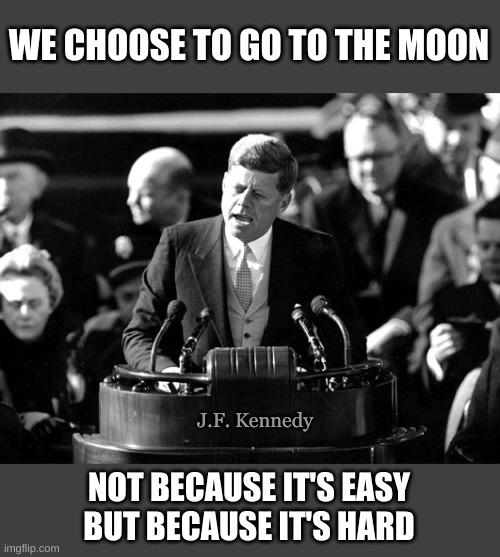 WE CHOOSE TO GO TO THE MOON
J.F. Kennedy
NOT BECAUSE IT'S EASY
BUT BECAUSE IT'S HARD
imgflip.com